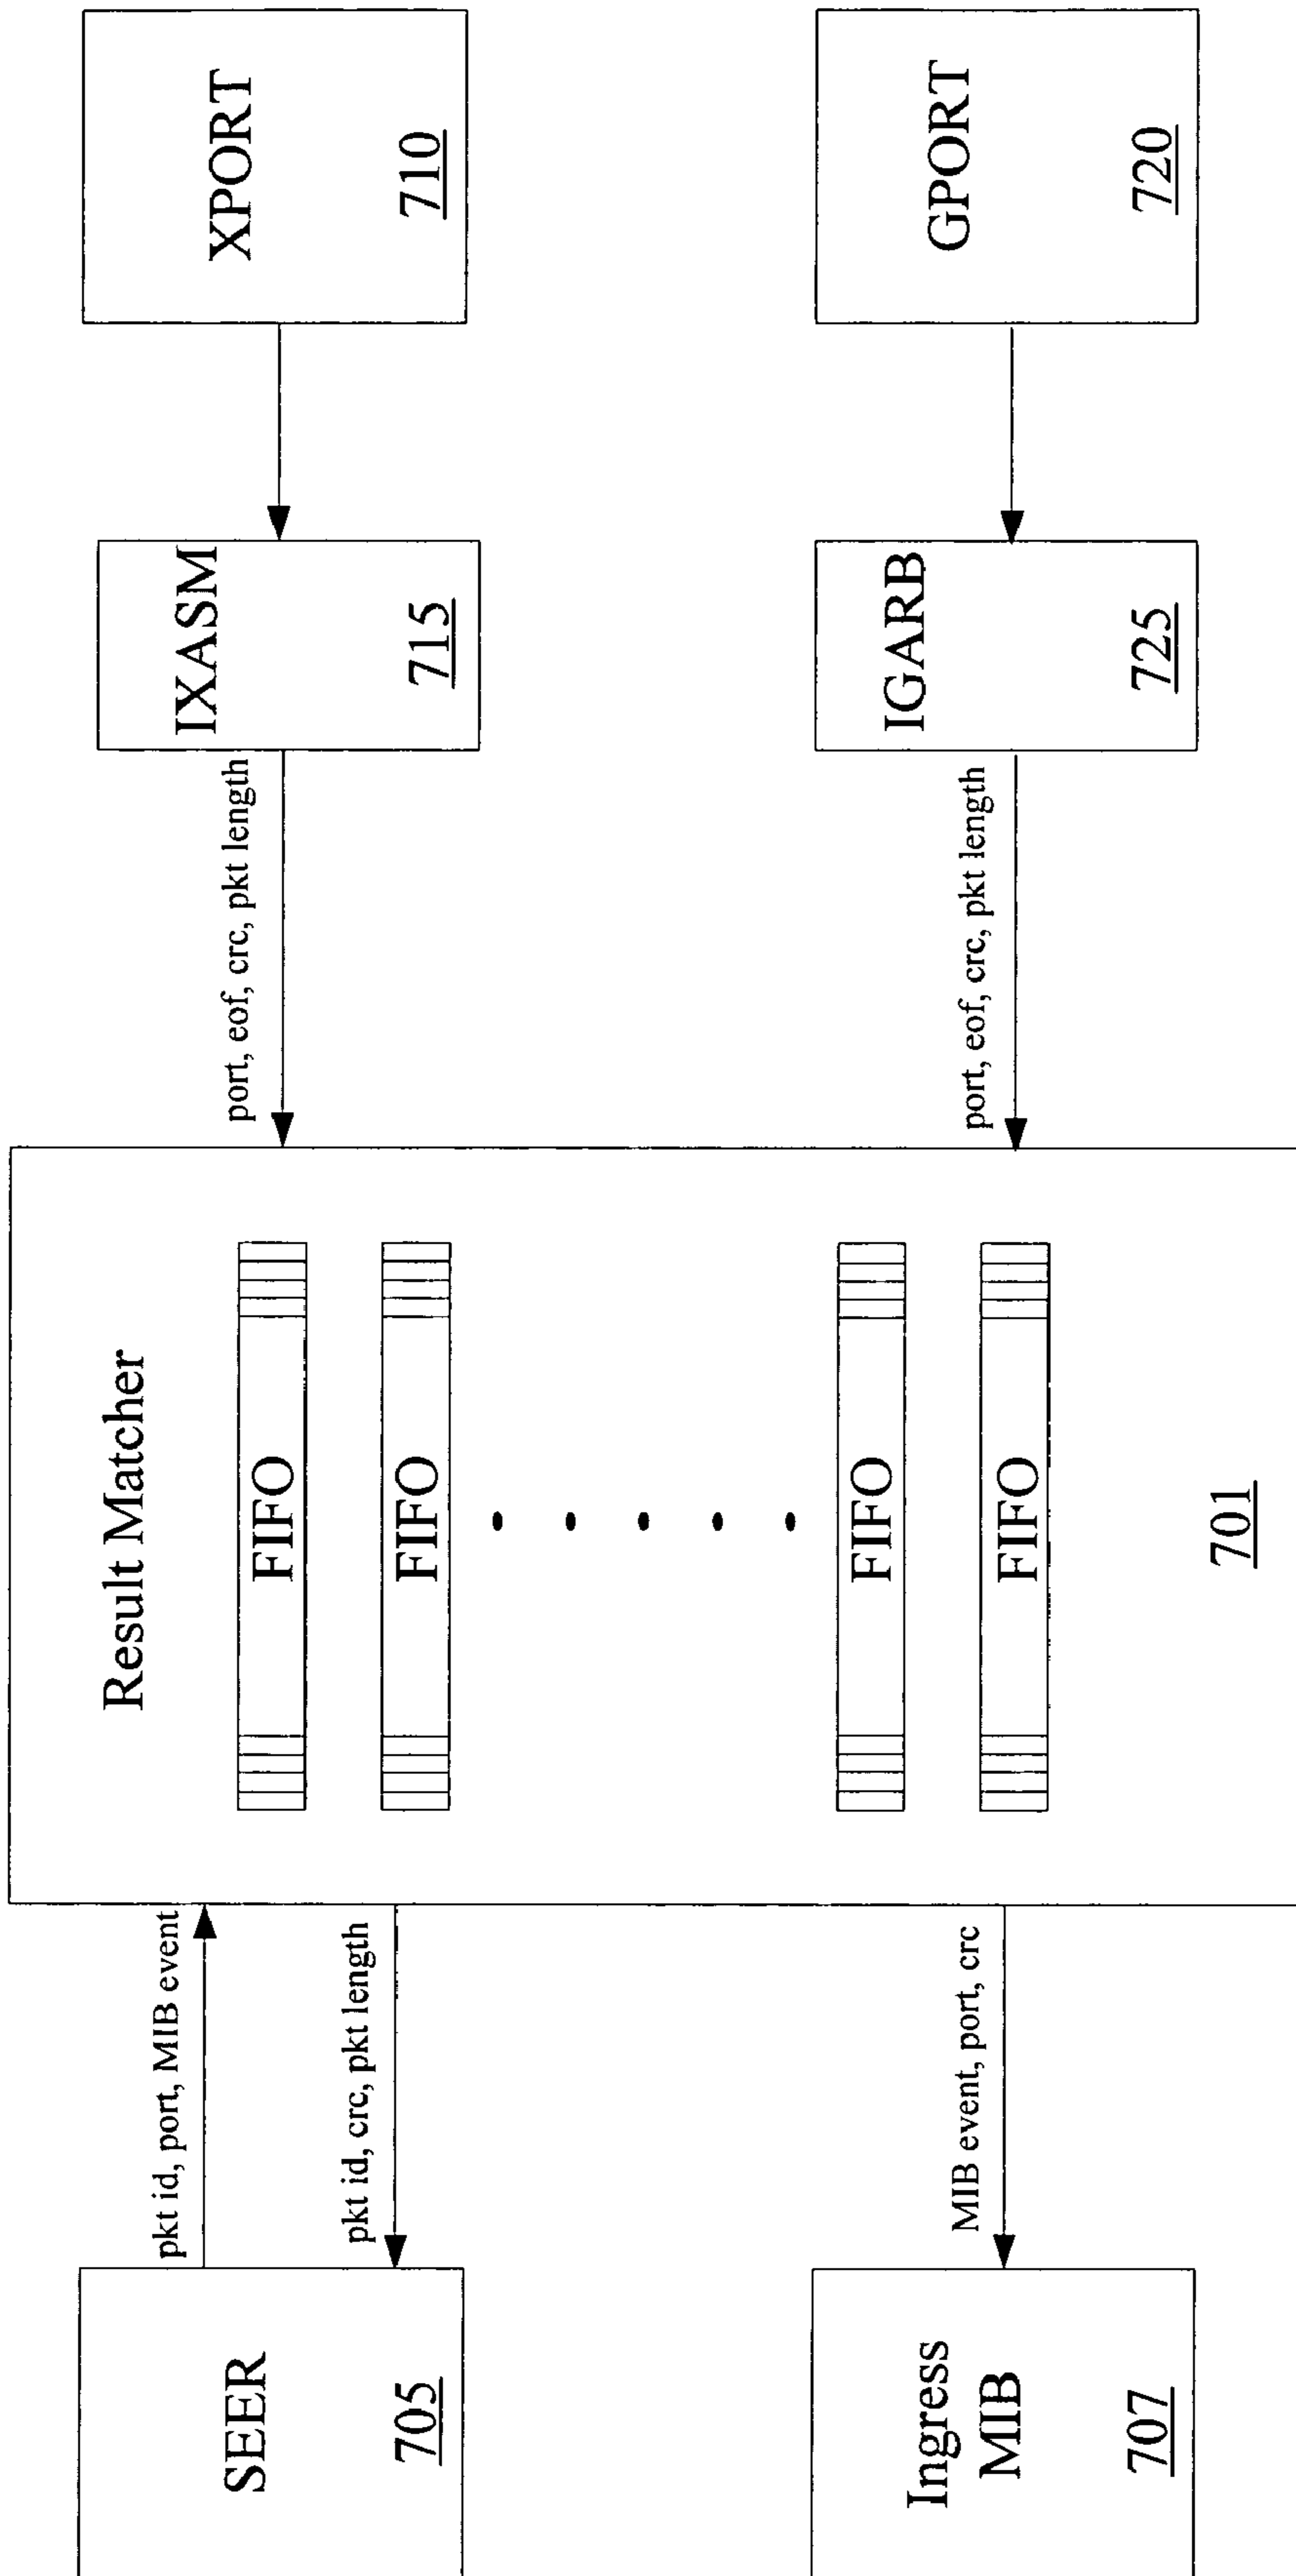 SEER
705
Ingress
MIB
707
pkt id, port, MIB event
pkt id, crc, pkt length
MIB event, port, crc
Result Matcher
FIFO
FIFO
FIFO
FIFO
701
port, eof, crc, pkt length
port, eof, crc, pkt length
IXASM
715
IGARB
725
XPORT
710
GPORT
720